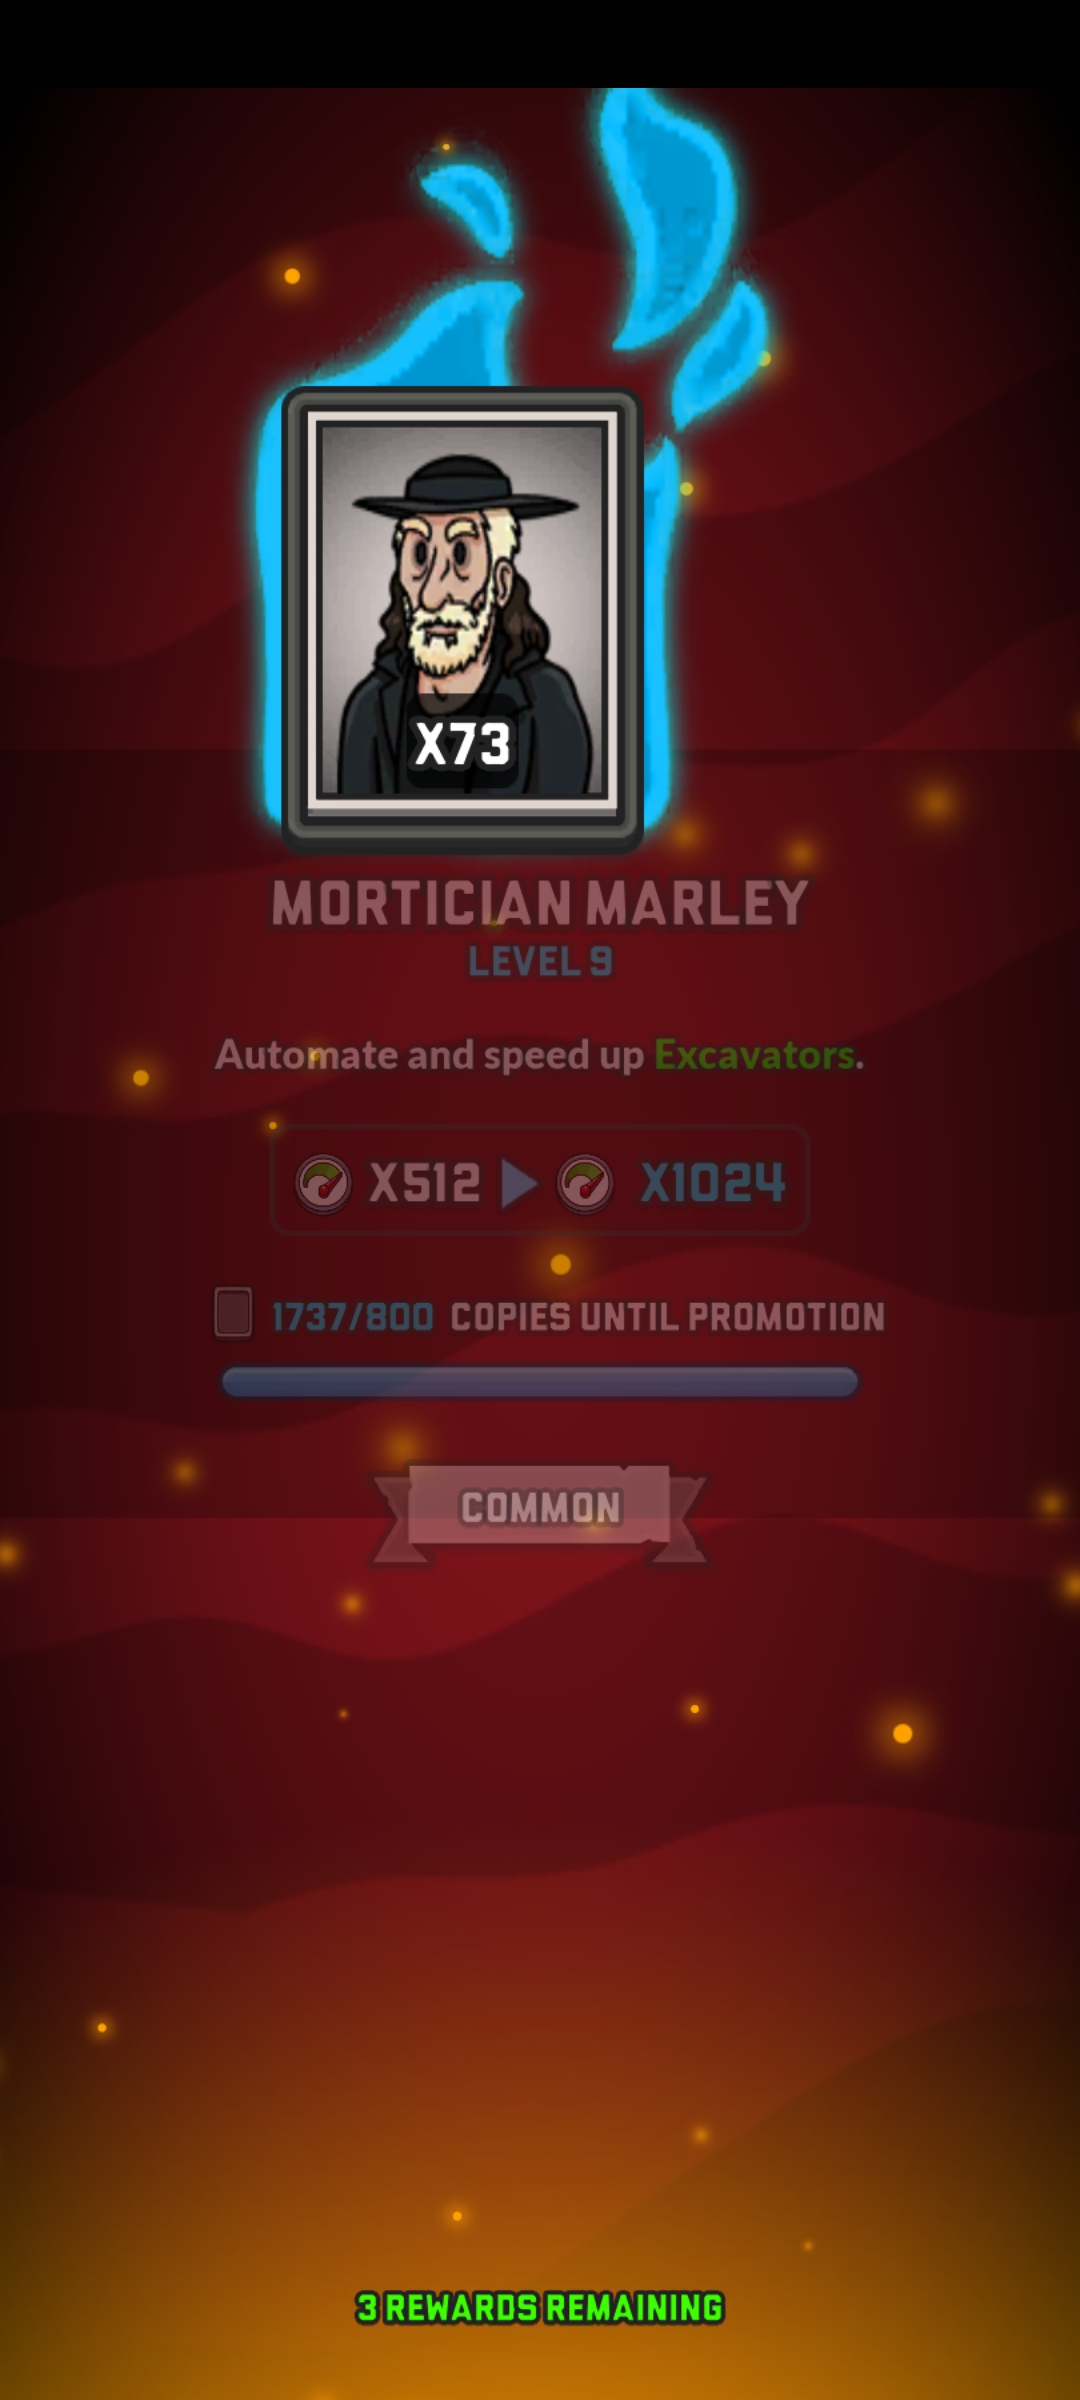 X73
MORTICIAN MARLEY
LEVEL 9
Automate and speed up Excavators.
X512 X1024
1737/800 COPIES UNTIL PROMOTION
COMMON
3 REWARDS REMAINING